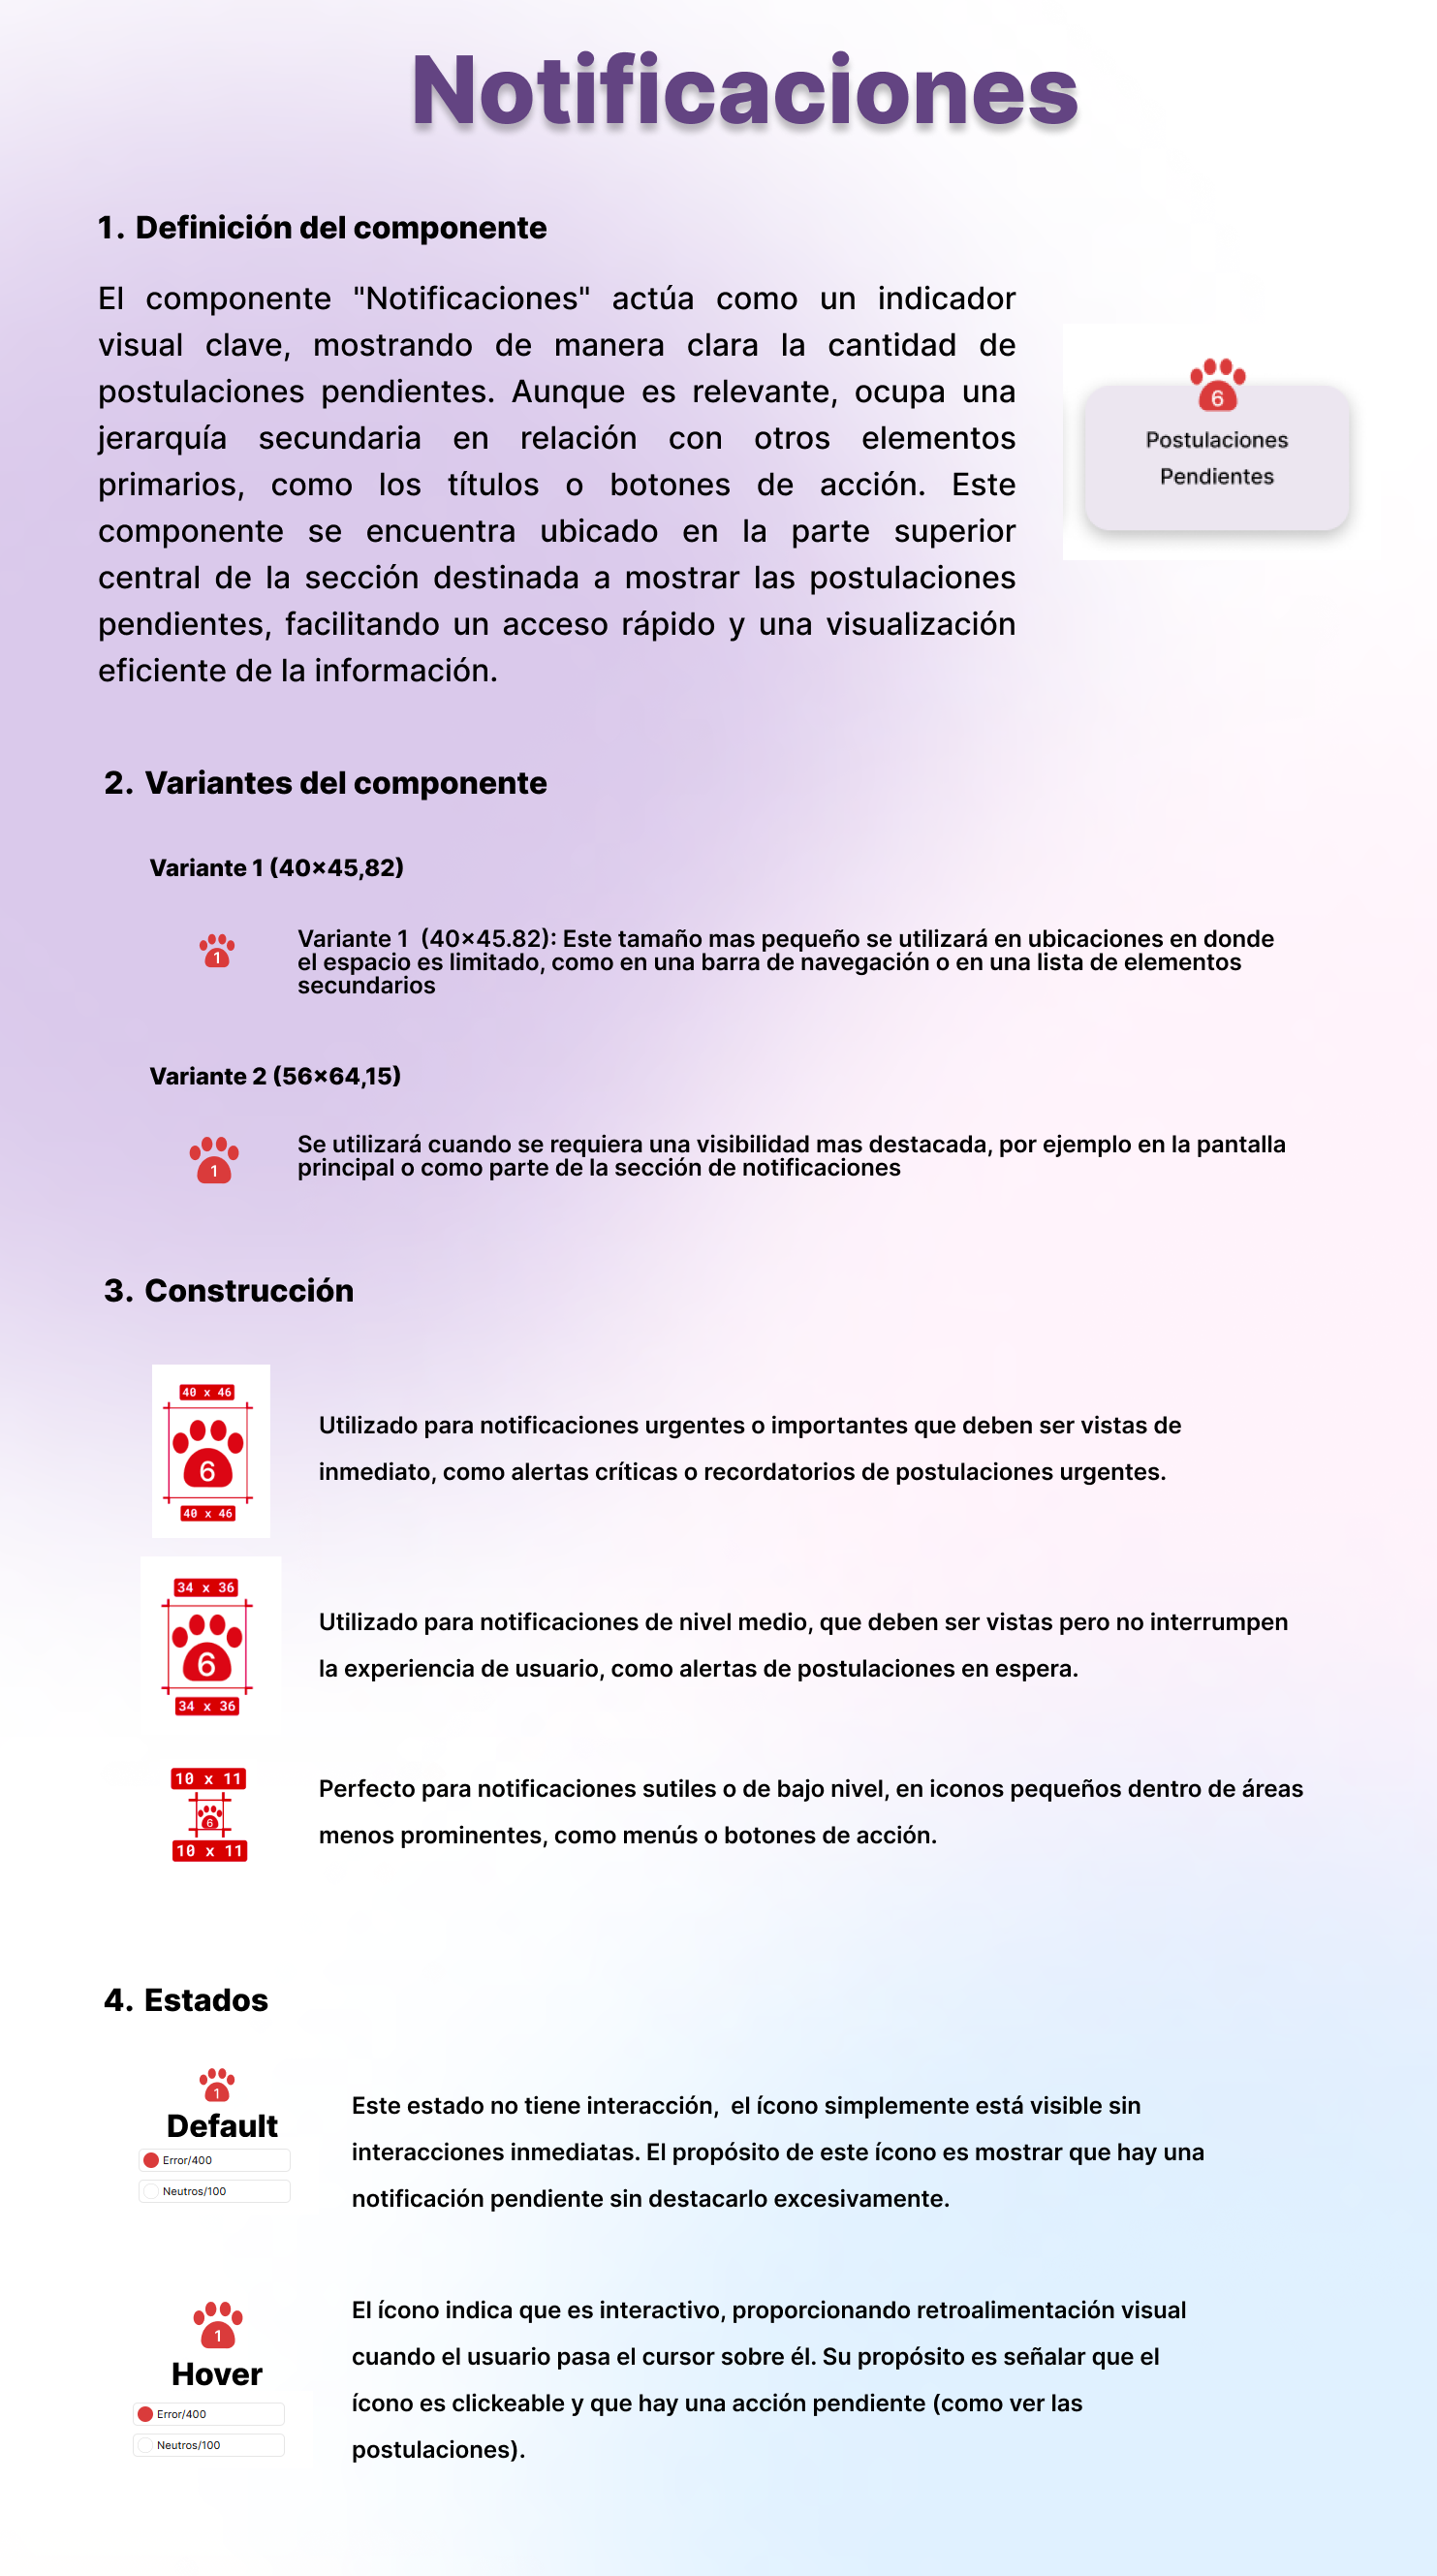 Notificaciones
1. Definición del componente
El componente "Notificaciones" actúa como un indicador
visual clave, mostrando de manera clara la cantidad de
postulaciones pendientes. Aunque es relevante, ocupa una
jerarquía secundaria en relación con otros elementos
primarios, como los títulos o botones de acción. Este
componente se encuentra ubicado en la parte superior
central de la sección destinada a mostrar las postulaciones
pendientes, facilitando un acceso rápido y una visualización
eficiente de la información.
6
Postulaciones
Pendientes
2. Variantes del componente
Variante 1 (40x45,82)
1
Variante 1  (40x45.82): Este tamaño mas pequeño se utilizará en ubicaciones en donde
el espacio es limitado, como en una barra de navegación o en una lista de elementos
secundarios
Variante 2 (56x64,15)
1
Se utilizará cuando se requiera una visibilidad mas destacada, por ejemplo en la pantalla
principal o como parte de la sección de notificaciones
3. Construcción
40 x 46
6
40 x 46
Utilizado para notificaciones urgentes o importantes que deben ser vistas de
inmediato, como alertas críticas o recordatorios de postulaciones urgentes.
34 x 36
6
34 x 36
Utilizado para notificaciones de nivel medio, que deben ser vistas pero no interrumpen
la experiencia de usuario, como alertas de postulaciones en espera.
10 x 11
6
10 x 11
Perfecto para notificaciones sutiles o de bajo nivel, en iconos pequeños dentro de áreas
menos prominentes, como menús o botones de acción.
4. Estados
1
Default
Error/400
Neutros/100
Este estado no tiene interacción,  el ícono simplemente está visible sin
interacciones inmediatas. El propósito de este ícono es mostrar que hay una
notificación pendiente sin destacarlo excesivamente.
1
Hover
Error/400
Neutros/100
El ícono indica que es interactivo, proporcionando retroalimentación visual
cuando el usuario pasa el cursor sobre él. Su propósito es señalar que el
ícono es clickeable y que hay una acción pendiente (como ver las
postulaciones).